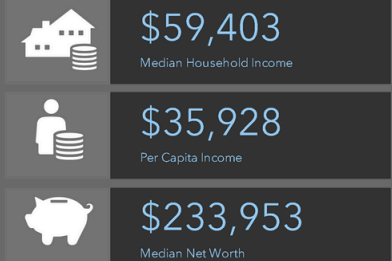 $59,403
Median Household Income
$35,928
Per Capita Income
$233,953
Median Net Worth